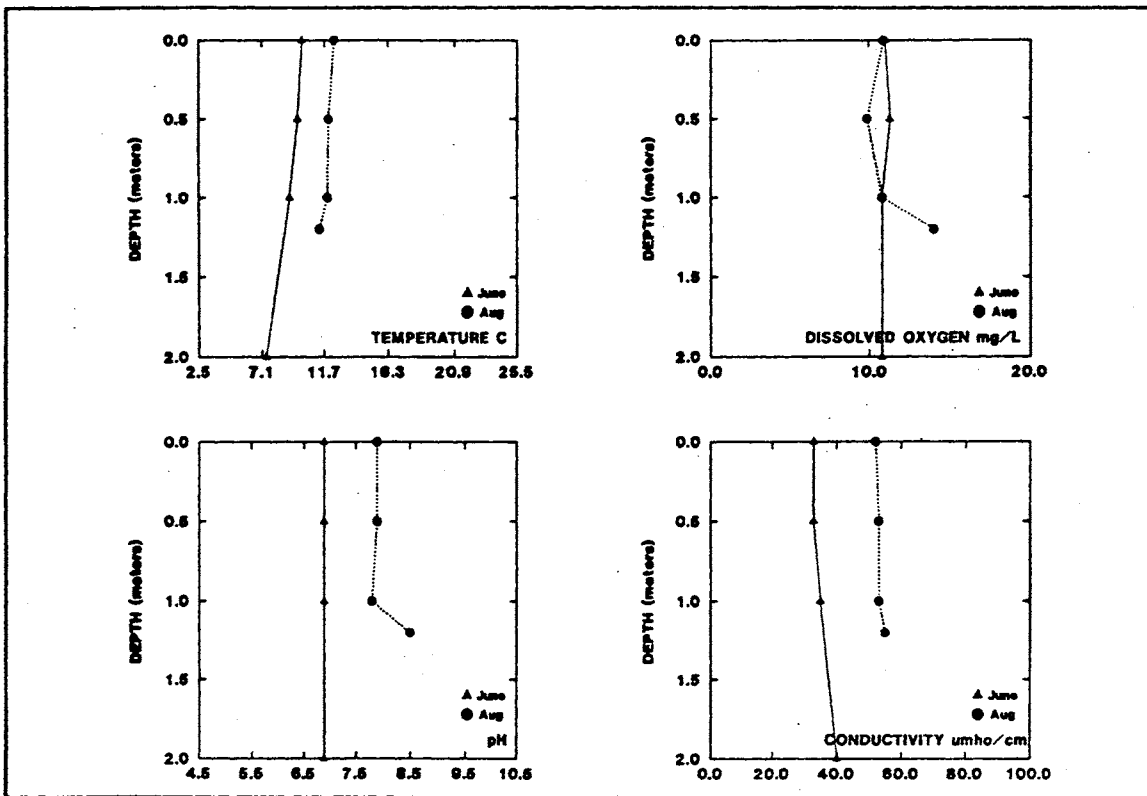 0.0
0.5
1.0
1.5
2.0
DEPTH (meters)
▲ June
● Aug
TEMPERATURE C
2.5 7.1 11.7 16.3 20.9 25.5
0.0
0.5
1.0
1.5
2.0
DEPTH (meters)
▲ June
● Aug
DISSOLVED OXYGEN mg/L
0.0 10.0 20.0
0.0
0.5
1.0
1.5
2.0
DEPTH (meters)
▲ June
● Aug
pH
4.5 5.5 6.5 7.5 8.5 9.5 10.5
0.0
0.5
1.0
1.5
2.0
DEPTH (meters)
▲ June
● Aug
CONDUCTIVITY umho/cm
0.0 20.0 40.0 60.0 80.0 100.0